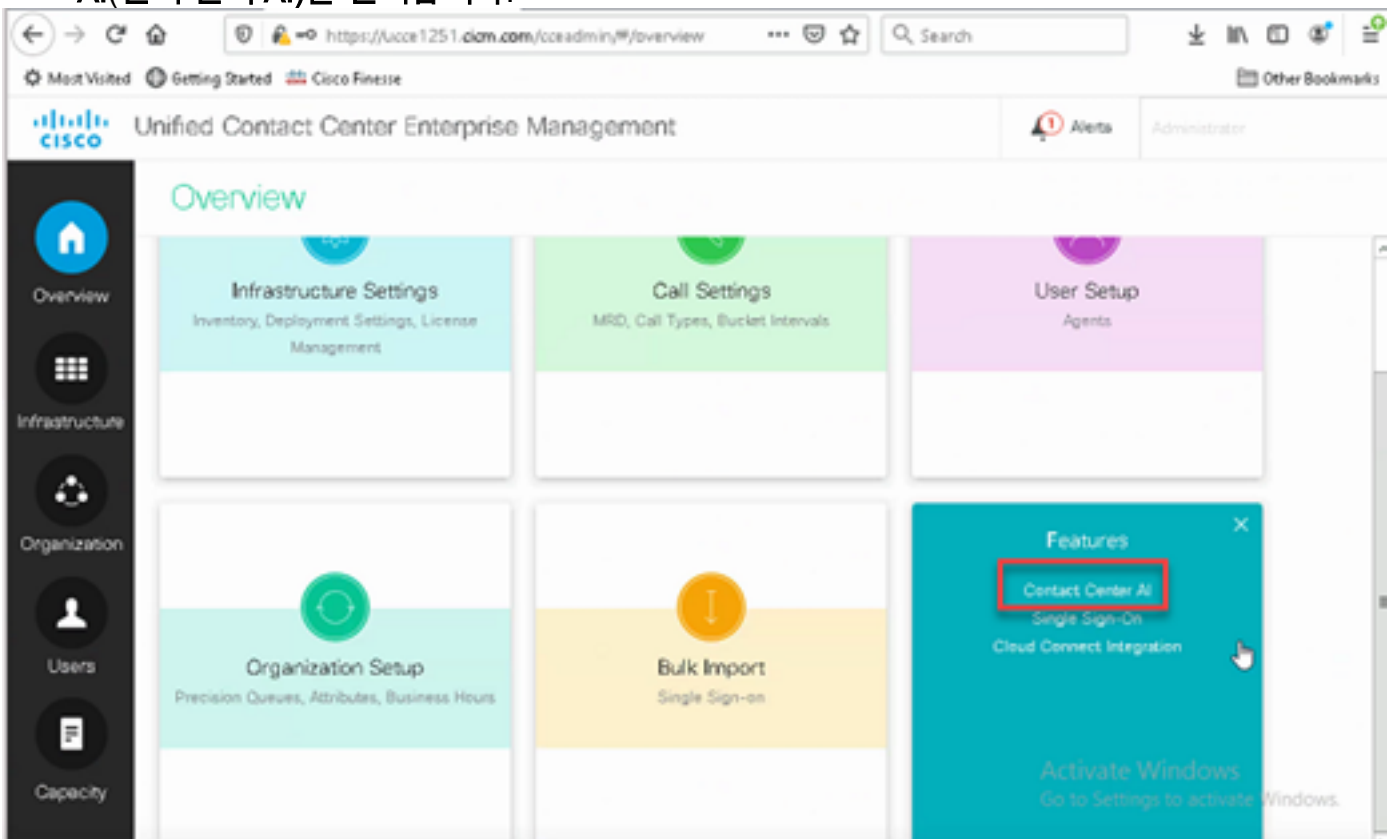 https://ucce1251.cicm.com/cceadmin/#/overview
Search
Most Visited
Getting Started
Cisco Finesse
Other Bookmarks
CISCO
Unified Contact Center Enterprise Management
1
Alerts
Administrator
Overview
Overview
Infrastructure
Organization
Users
Capacity
Infrastructure Settings
Inventory, Deployment Settings, License
Management
Call Settings
MRD, Call Types, Bucket Intervals
User Setup
Agents
Organization Setup
Precision Queues, Attributes, Business Hours
Bulk Import
Single Sign-on
Features
Contact Center AI
Single Sign-On
Cloud Connect Integration
Activate Windows
Go to Settings to activate Windows.